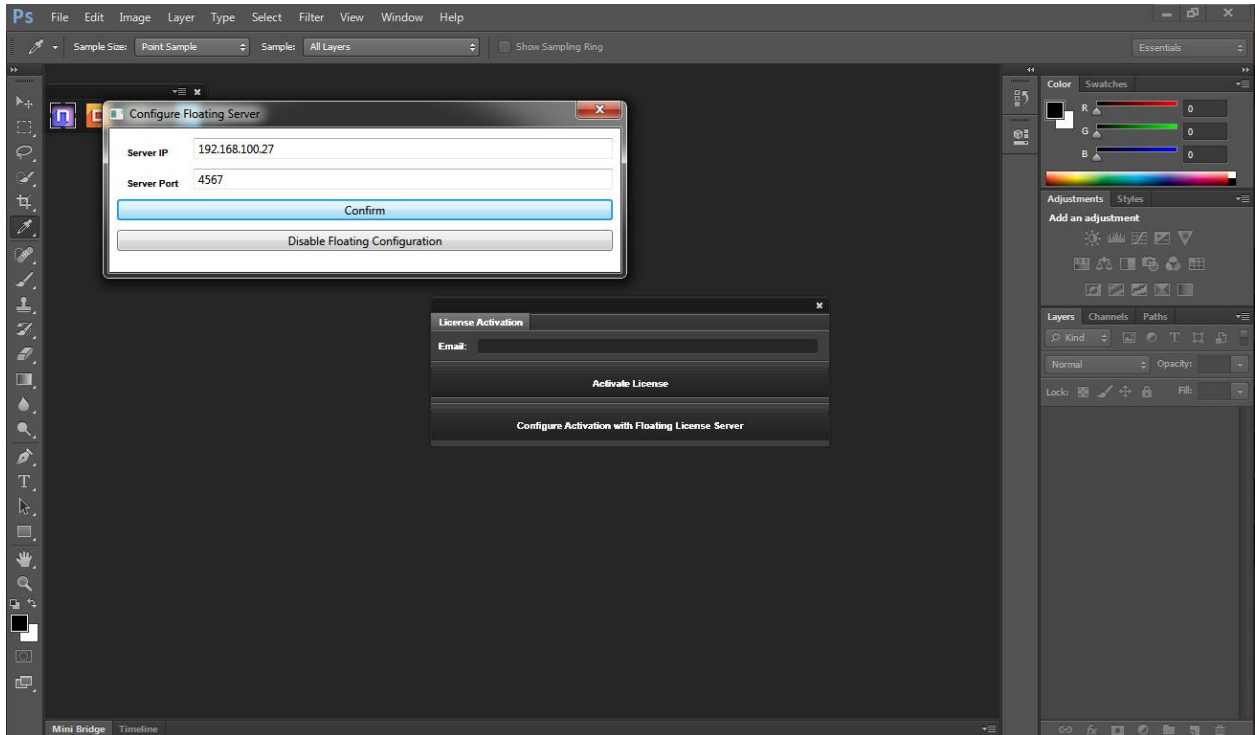 Ps File Edit Image Layer Type Select Filter View Window Help
Sample Size: Point Sample Sample: All Layers Show Sampling Ring Essentials
Color Swatches
R 0
G 0
B 0
Configure Floating Server
Server IP 192.168.100.27
Server Port 4567
Confirm
Disable Floating Configuration
Adjustments Styles
Add an adjustment
License Activation
Email:
Activate License
Configure Activation with Floating License Server
Layers Channels Paths
Kind
Normal Opacity:
Lock: Fill:
Mini Bridge Timeline